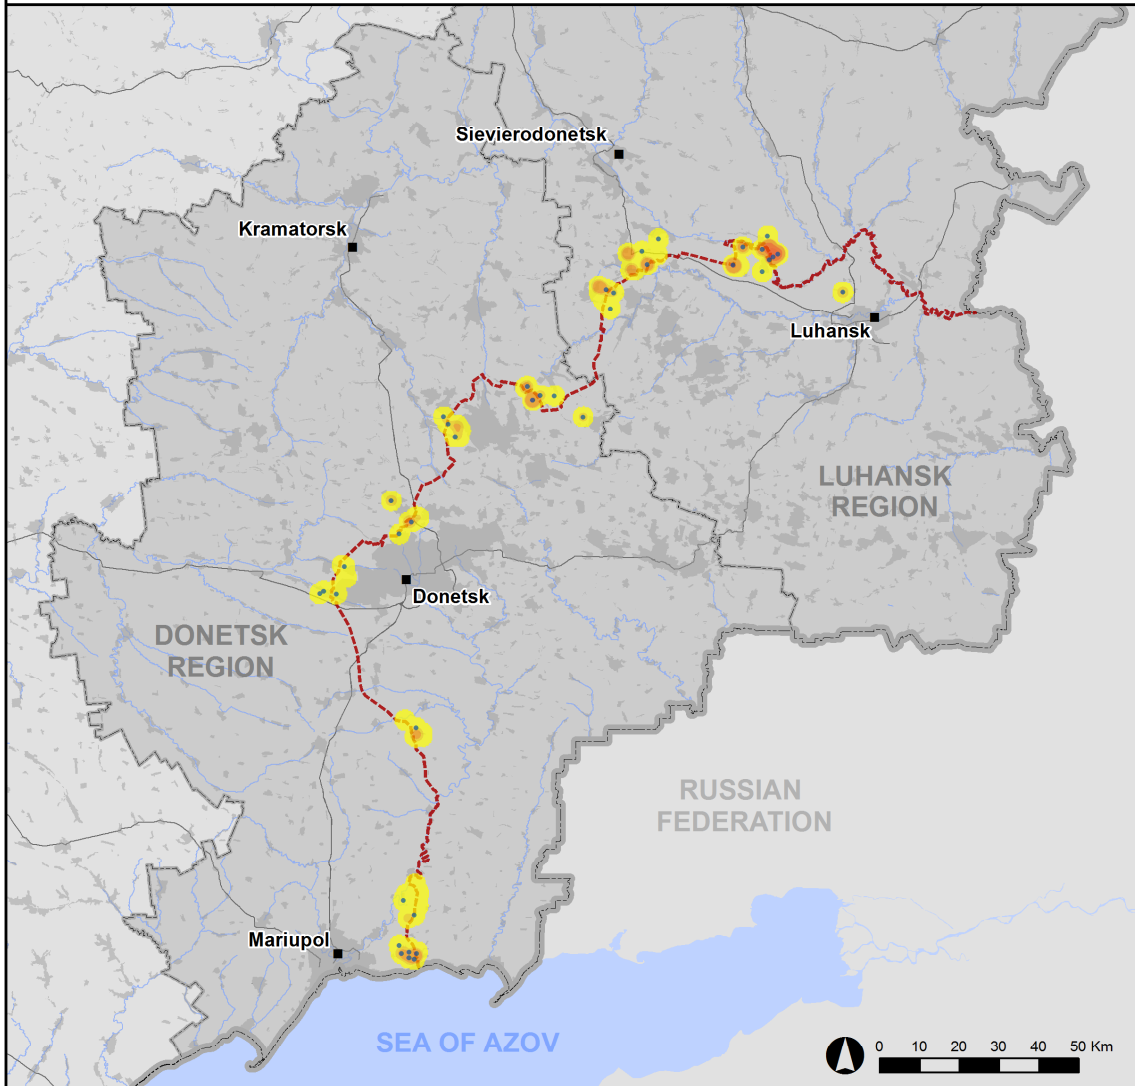 Sievierodonetsk
Kramatorsk
Luhansk
LUHANSK
REGION
Donetsk
DONETSK
REGION
RUSSIAN
FEDERATION
Mariupol
SEA OF AZOV
0 10 20 30 40 50 Km